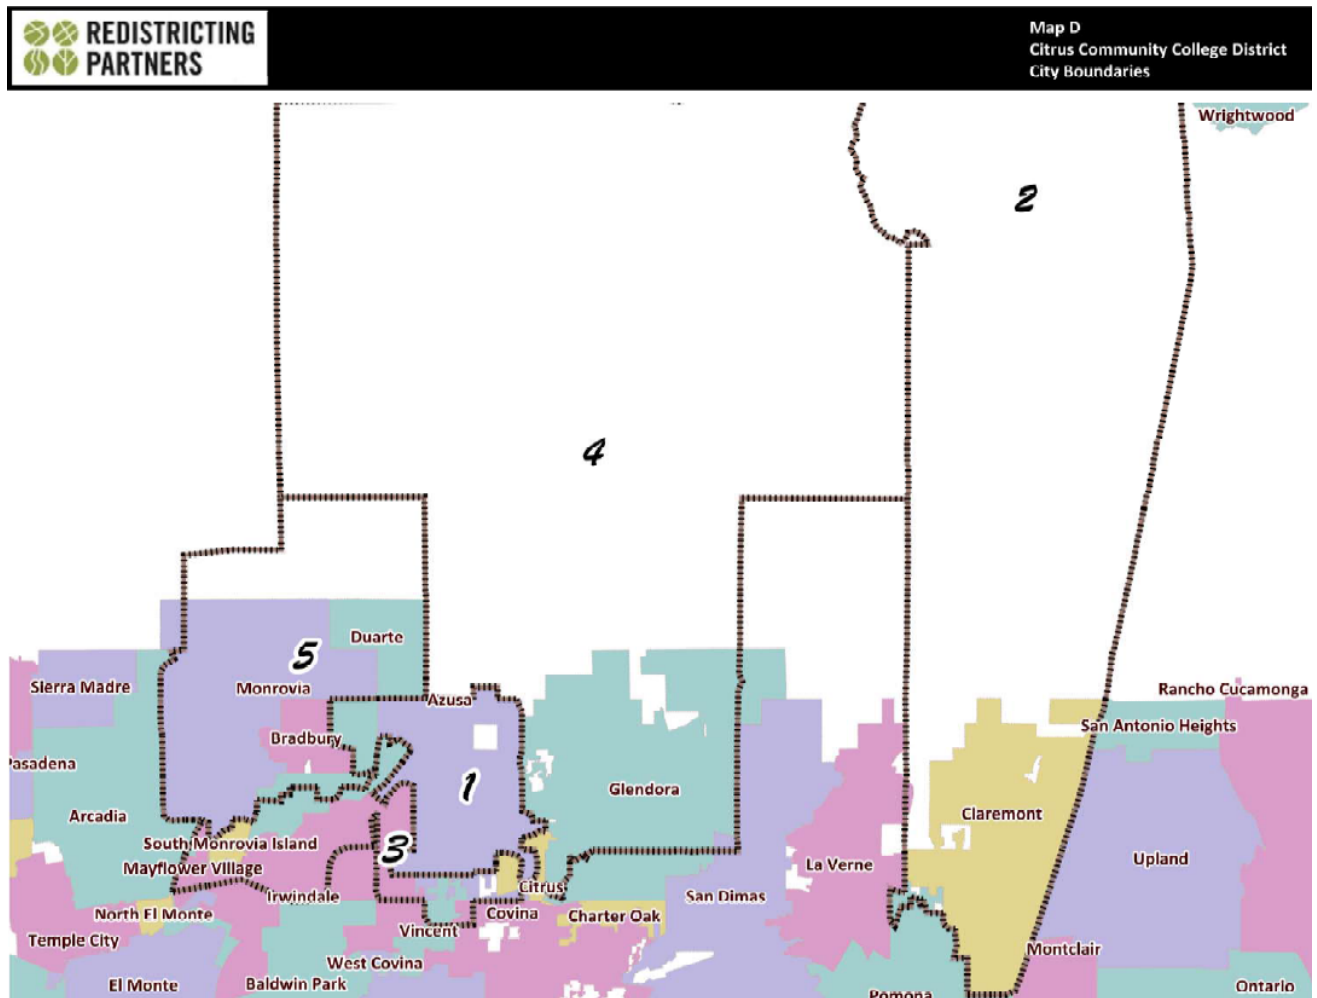 REDISTRICTING
PARTNERS
Map D
Citrus Community College District
City Boundaries
Wrightwood
2
4
Duarte
5
Sierra Madre
Monrovia
Azusa
Rancho Cucamonga
San Antonio Heights
Bradbury
Pasadena
1
Glendora
Arcadia
Claremont
South Monrovia Island
3
Mayflower Village
La Verne
Upland
Irwindale
Citrus
San Dimas
North El Monte
Covina
Charter Oak
Vincent
Temple City
Montclair
West Covina
El Monte
Baldwin Park
Ontario
Pomona